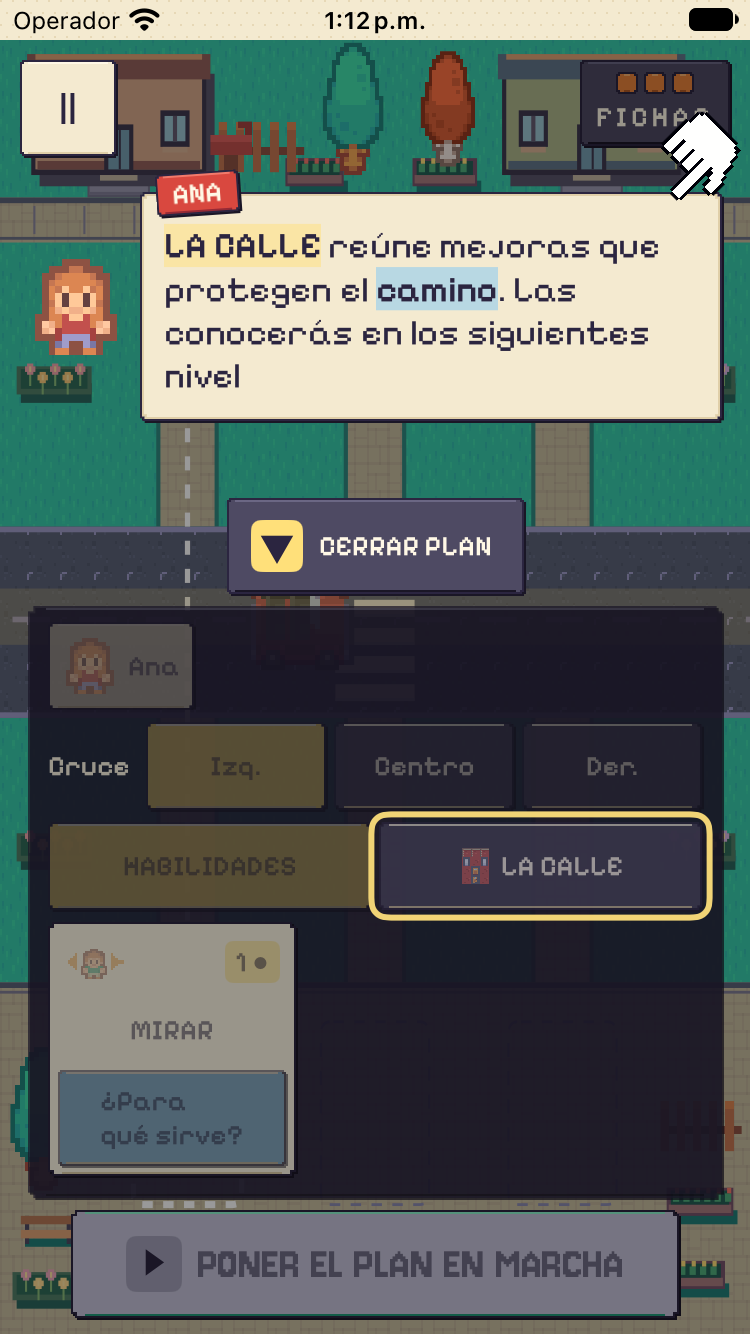 Operador
1:12 p.m.
FICHAS
ANA
LA CALLE reúne mejoras que
protegen el camino. Las
conocerás en los siguientes
nivel
CERRAR PLAN
Ana
Cruce
Izq.
Centro
Der.
HABILIDADES
LA CALLE
1
MIRAR
¿Para
qué sirve?
PONER EL PLAN EN MARCHA